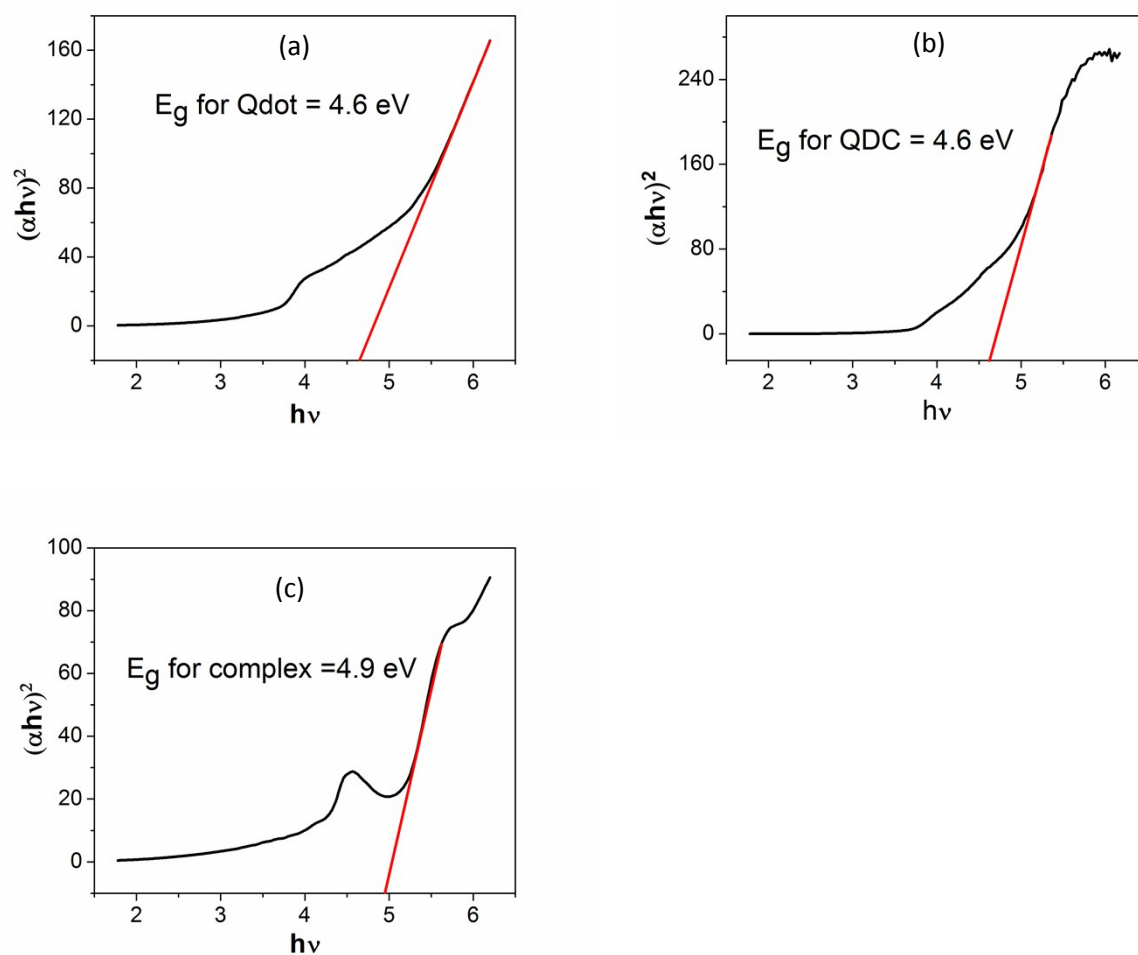 (a)
E_g for Qdot = 4.6 eV
(αhν)²
160
120
80
40
0
2 3 4 5 6
hν
(b)
E_g for QDC = 4.6 eV
(αhν)²
240
160
80
0
2 3 4 5 6
hν
(c)
E_g for complex =4.9 eV
(αhν)²
100
80
60
40
20
0
2 3 4 5 6
hν